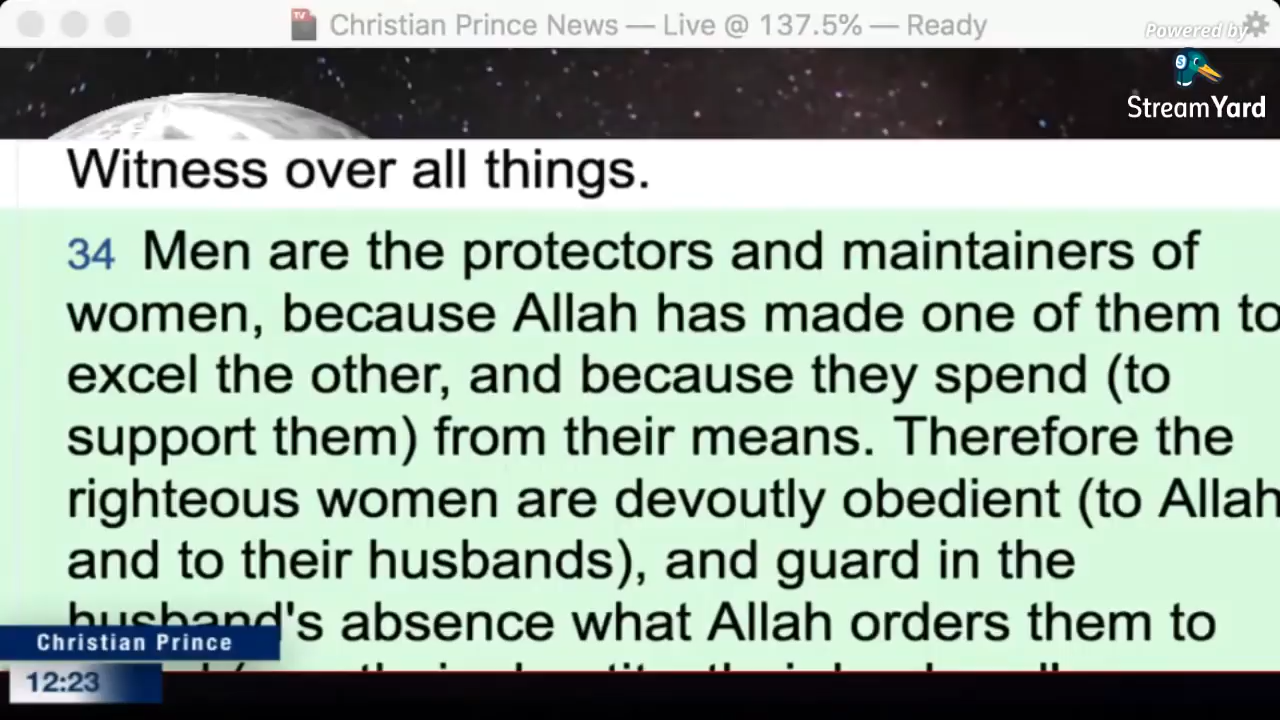 Christian Prince News — Live @ 137.5% — Ready
Powered by
StreamYard
Witness over all things.
34 Men are the protectors and maintainers of
women, because Allah has made one of them to
excel the other, and because they spend (to
support them) from their means. Therefore the
righteous women are devoutly obedient (to Allah
and to their husbands), and guard in the
husband's absence what Allah orders them to
Christian Prince
12:23